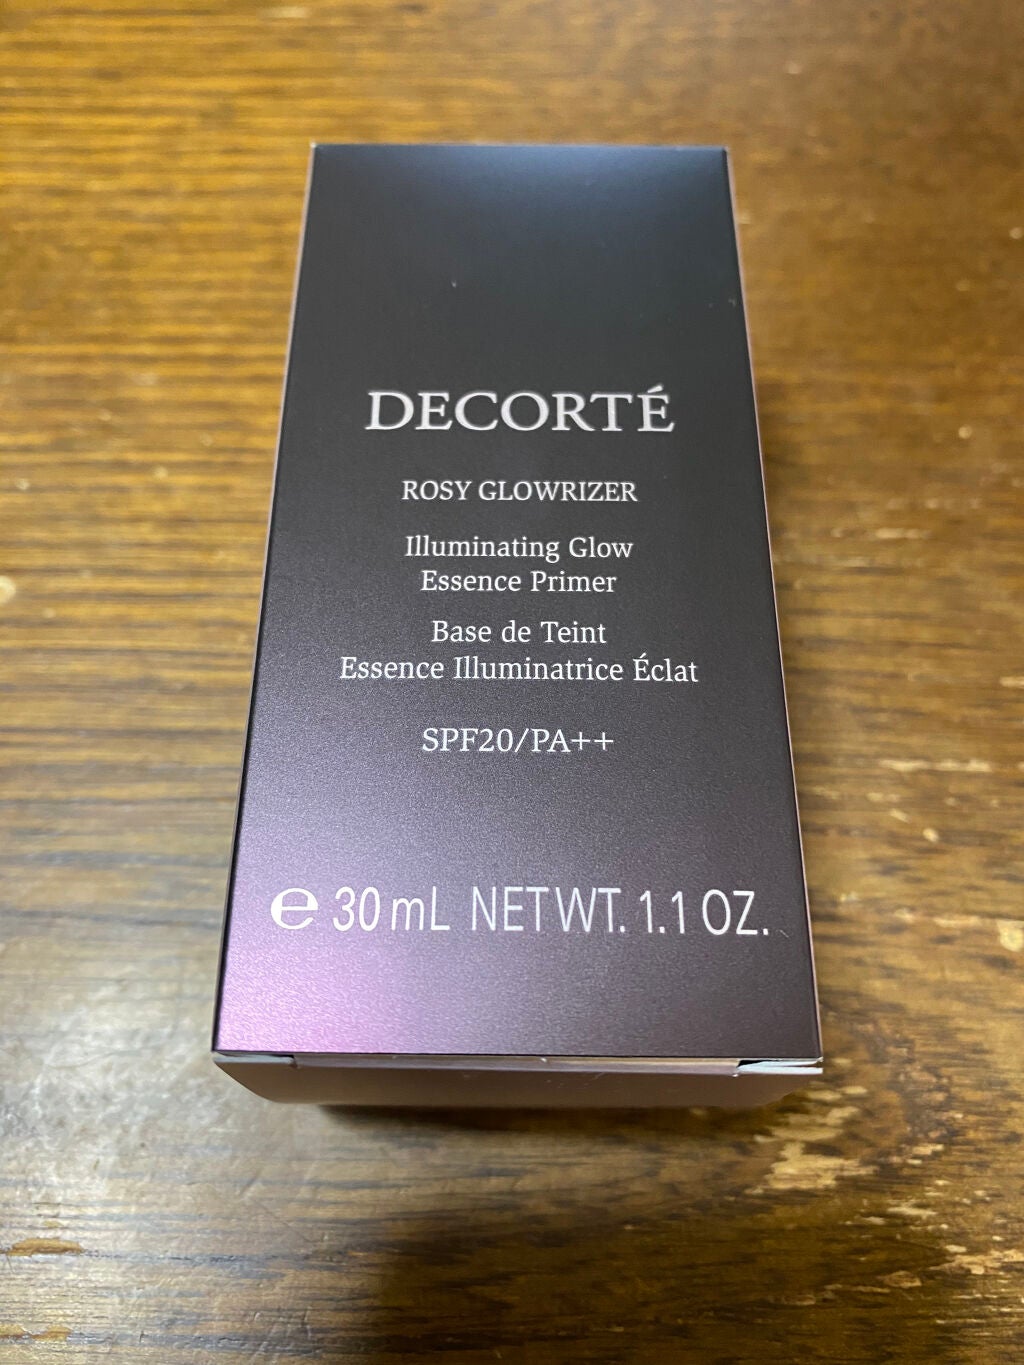 DECORTÉ
ROSY GLOWRIZER
Illuminating Glow
Essence Primer
Base de Teint
Essence Illuminatrice Éclat
SPF20/PA++
℮ 30 mL NET WT. 1.1 OZ.